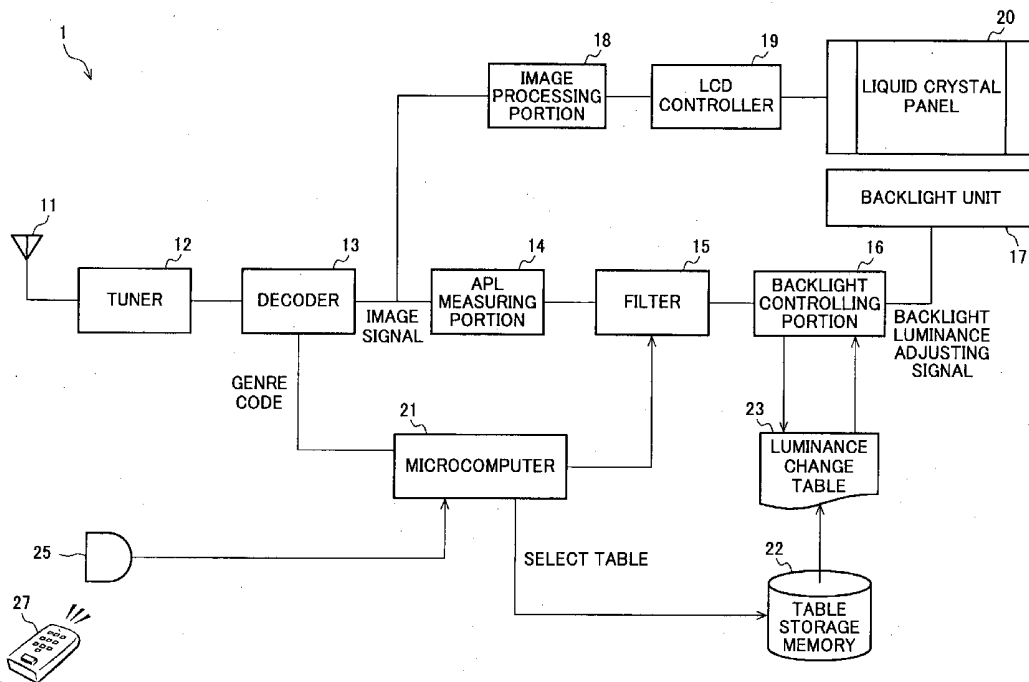 1
18
IMAGE
PROCESSING
PORTION
19
LCD
CONTROLLER
20
LIQUID CRYSTAL
PANEL
BACKLIGHT UNIT
17
11
12
TUNER
13
DECODER
IMAGE
SIGNAL
14
APL
MEASURING
PORTION
15
FILTER
16
BACKLIGHT
CONTROLLING
PORTION
BACKLIGHT
LUMINANCE
ADJUSTING
SIGNAL
GENRE
CODE
21
MICROCOMPUTER
23
LUMINANCE
CHANGE
TABLE
25
SELECT TABLE
22
TABLE
STORAGE
MEMORY
27